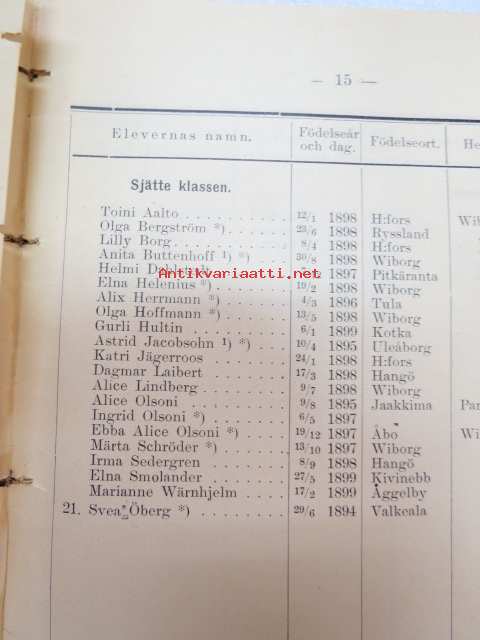 — 15 —
Elevernas namn. Födelseår och dag. Födelseort. He
Sjätte klassen.
Toini Aalto . . . . . . . . . . 12/1 1898 H:fors Wi
Olga Bergström *) . . . . . . 23/6 1898 Ryssland
Lilly Borg . . . . . . . . . . 8/4 1898 H:fors
Anita Buttenhoff ¹) *) . . . . 30/8 1898 Wiborg
Helmi 1897 Pitkäranta
Antikvariaatti.net
Elna Helenius *) . . . . . . . 19/2 1898 Wiborg
Alix Herrmann *) . . . . . . 4/3 1896 Tula
Olga Hoffmann *) . . . . . . 13/5 1898 Wiborg
Gurli Hultin . . . . . . . . . 6/1 1899 Kotka
Astrid Jacobsohn ¹) *) . . . . 10/4 1895 Uleåborg
Katri Jägerroos . . . . . . . . 24/1 1898 H:fors
Dagmar Laibert . . . . . . . 17/3 1898 Hangö
Alice Lindberg . . . . . . . . 9/7 1898 Wiborg
Alice Olsoni . . . . . . . . . 9/8 1895 Jaakkima Par
Ingrid Olsoni *) . . . . . . . 6/5 1897
Ebba Alice Olsoni *) . . . . . 19/12 1897 Åbo Wi
Märta Schröder *) . . . . . . 13/10 1897 Wiborg
Irma Sedergren . . . . . . . 8/9 1898 Hangö
Elna Smolander . . . . . . . 27/5 1899 Kivinebb
Marianne Wärnhjelm . . . . 17/2 1899 Åggelby
21. Svea Öberg *) . . . . . . . . 29/6 1894 Valkeala